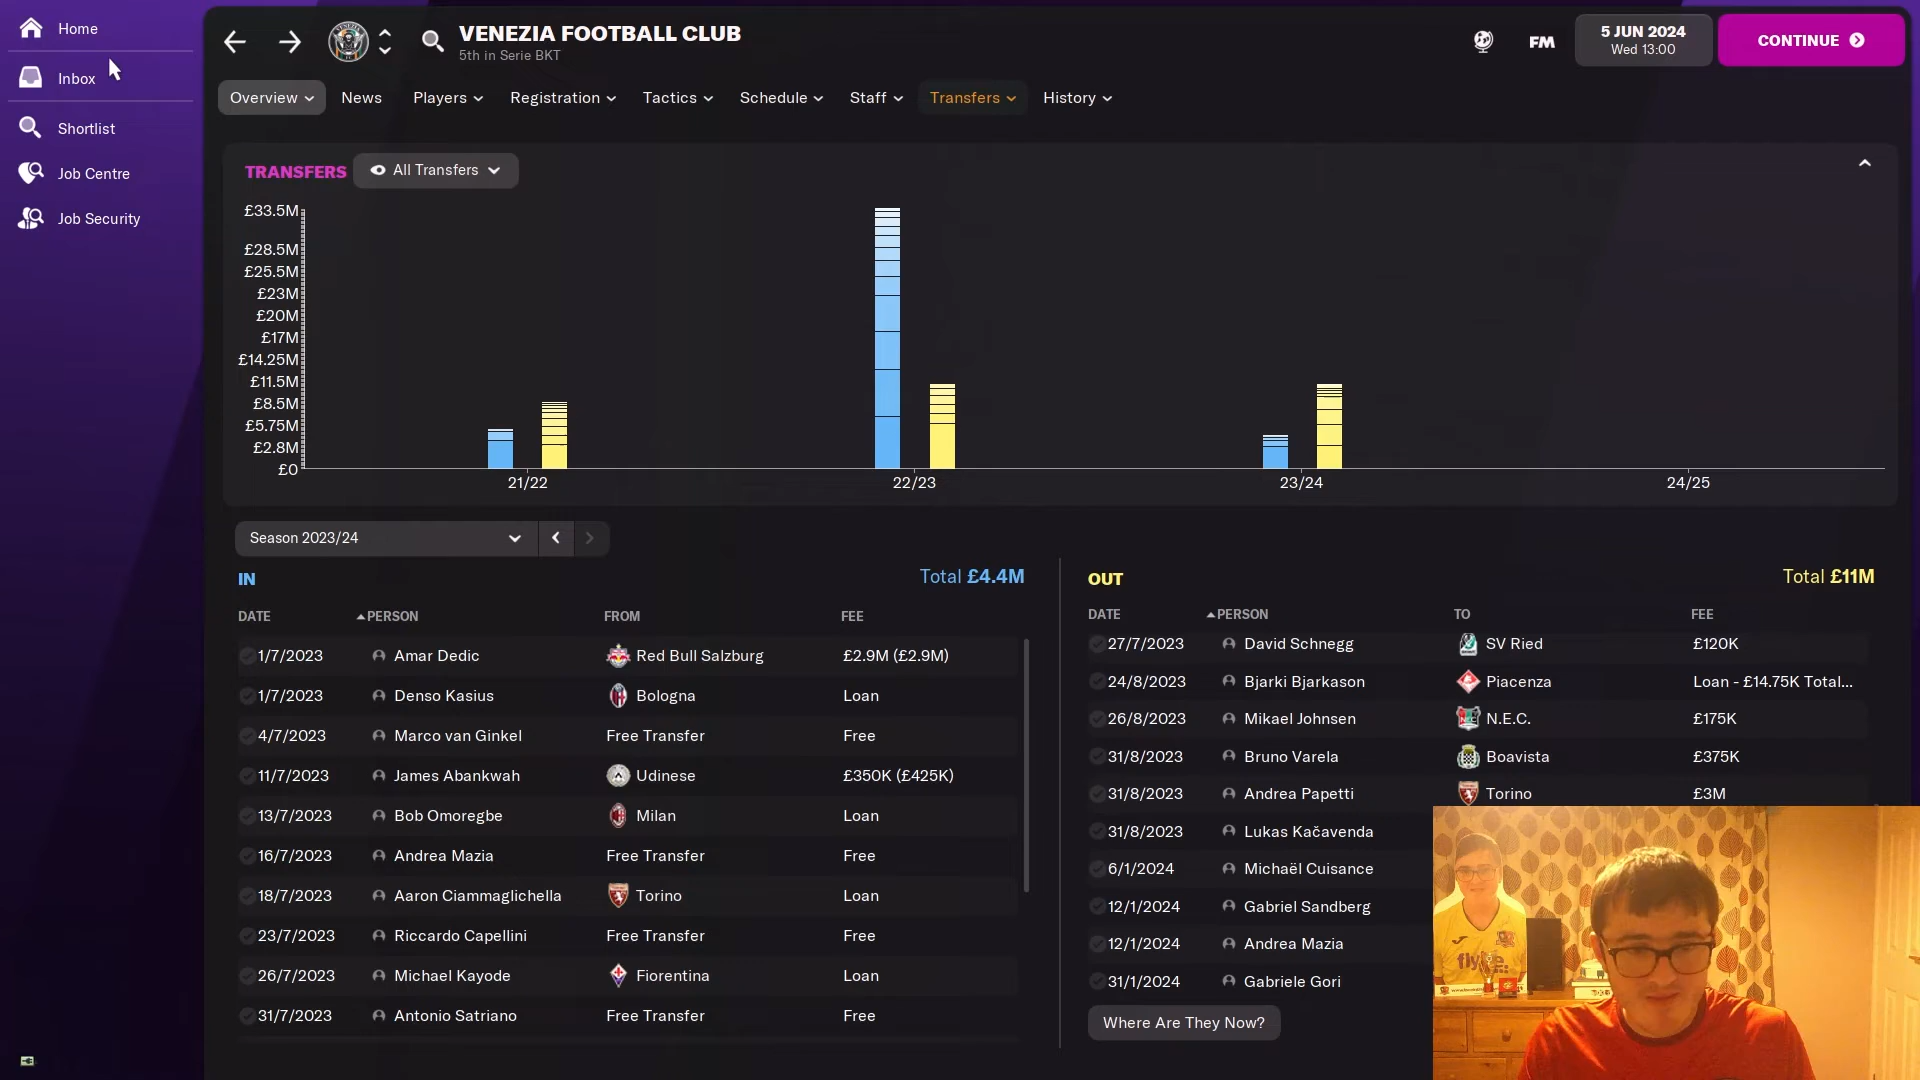 Home
Inbox
Shortlist
Job Centre
Job Security
VENEZIA FOOTBALL CLUB
5th in Serie BKT
FM
5 JUN 2024
Wed 13:00
CONTINUE
Overview
News
Players
Registration
Tactics
Schedule
Staff
Transfers
History
TRANSFERS
All Transfers
£33.5M
£28.5M
£25.5M
£23M
£20M
£17M
£14.25M
£11.5M
£8.5M
£5.75M
£2.8M
£0
21/22 22/23 23/24 24/25
Season 2023/24
IN Total £4.4M
DATE PERSON FROM FEE
1/7/2023 Amar Dedic Red Bull Salzburg £2.9M (£2.9M)
1/7/2023 Denso Kasius Bologna Loan
4/7/2023 Marco van Ginkel Free Transfer Free
11/7/2023 James Abankwah Udinese £350K (£425K)
13/7/2023 Bob Omoregbe Milan Loan
16/7/2023 Andrea Mazia Free Transfer Free
18/7/2023 Aaron Ciammaglichella Torino Loan
23/7/2023 Riccardo Capellini Free Transfer Free
26/7/2023 Michael Kayode Fiorentina Loan
31/7/2023 Antonio Satriano Free Transfer Free
OUT Total £11M
DATE PERSON TO FEE
27/7/2023 David Schnegg SV Ried £120K
24/8/2023 Bjarki Bjarkason Piacenza Loan - £14.75K Total...
26/8/2023 Mikael Johnsen N.E.C. £175K
31/8/2023 Bruno Varela Boavista £375K
31/8/2023 Andrea Papetti Torino £3M
31/8/2023 Lukas Kačavenda
6/1/2024 Michaël Cuisance
12/1/2024 Gabriel Sandberg
12/1/2024 Andrea Mazia
31/1/2024 Gabriele Gori
Where Are They Now?